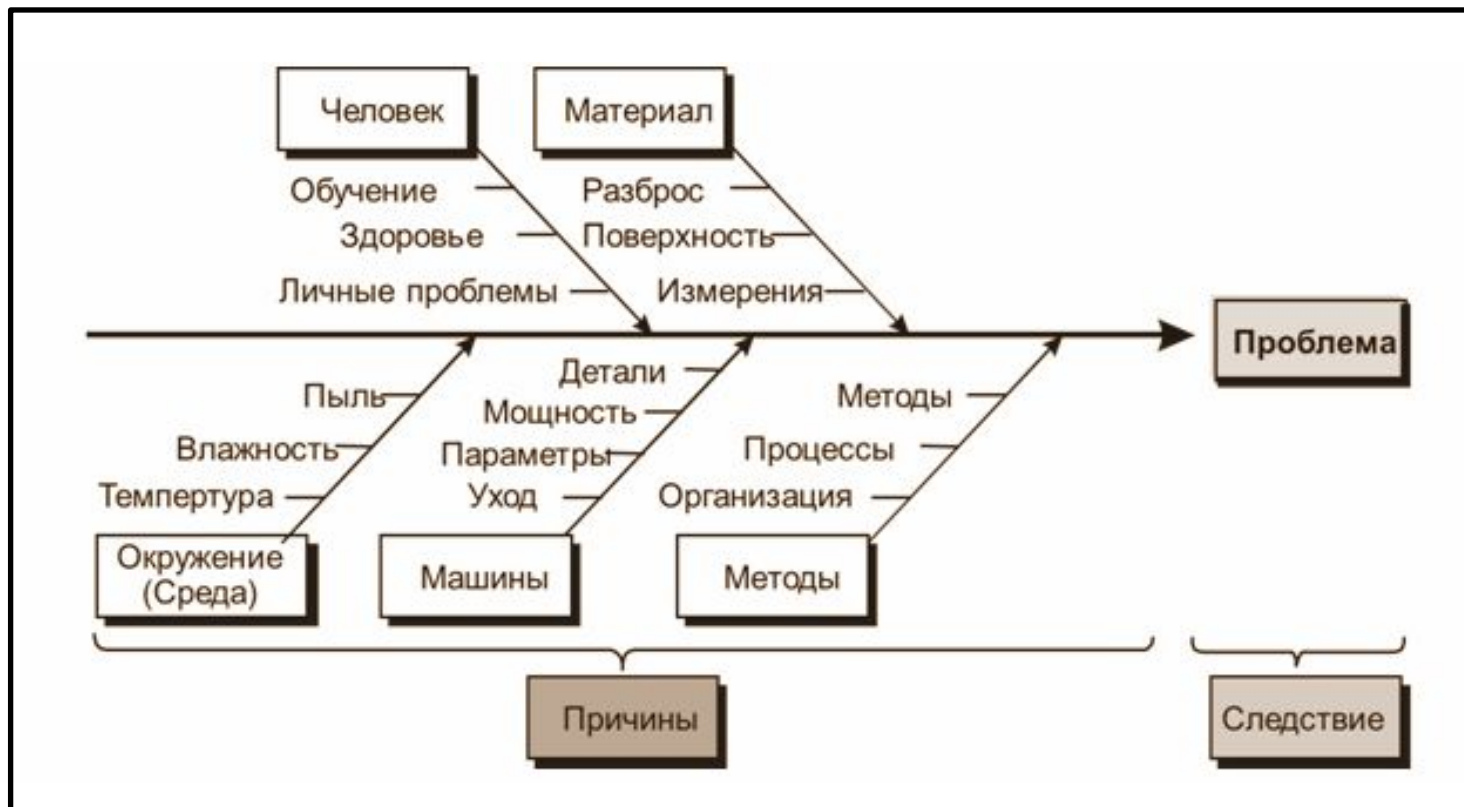 Человек
Материал
Обучение
Разброс
Здоровье
Поверхность
Личные проблемы
Измерения
Проблема
Детали
Пыль
Мощность
Методы
Влажность
Параметры
Процессы
Темпертура
Уход
Организация
Окружение
(Среда)
Машины
Методы
Причины
Следствие